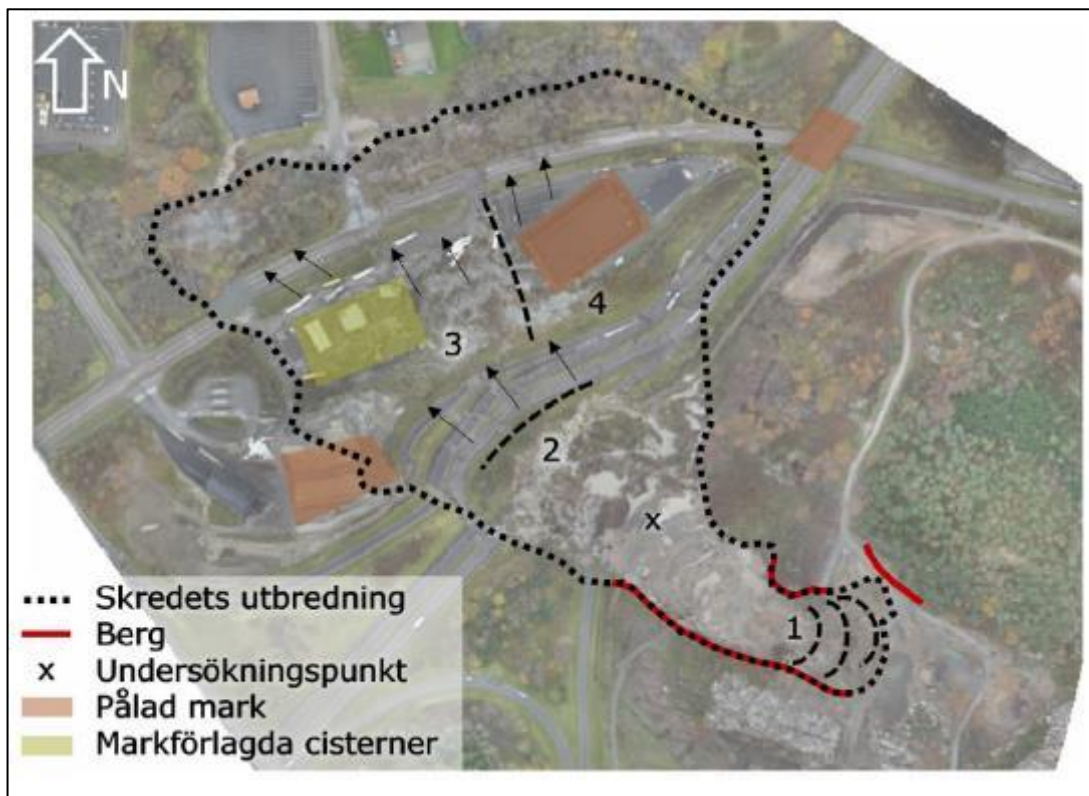 N
4
3
2
x
1
Skredets utbredning
Berg
x Undersökningspunkt
Pålad mark
Markförlagda cisterner